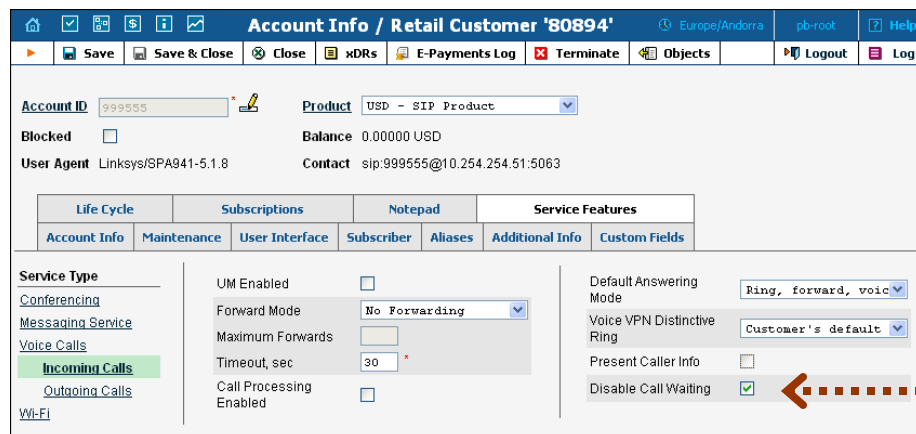 Account Info / Retail Customer '80894' Europe/Andorra pb-root ? Help
Save Save & Close Close xDRs E-Payments Log Terminate Objects Logout Log
Account ID 999555 * Product USD - SIP Product
Blocked Balance 0.00000 USD
User Agent Linksys/SPA941-5.1.8 Contact sip:999555@10.254.254.51:5063
Life Cycle Subscriptions Notepad Service Features
Account Info Maintenance User Interface Subscriber Aliases Additional Info Custom Fields
Service Type
Conferencing
Messaging Service
Voice Calls
Incoming Calls
Outgoing Calls
Wi-Fi
UM Enabled
Forward Mode No Forwarding
Maximum Forwards
Timeout, sec 30 *
Call Processing
Enabled
Default Answering
Mode Ring, forward, voic
Voice VPN Distinctive
Ring Customer's default
Present Caller Info
Disable Call Waiting